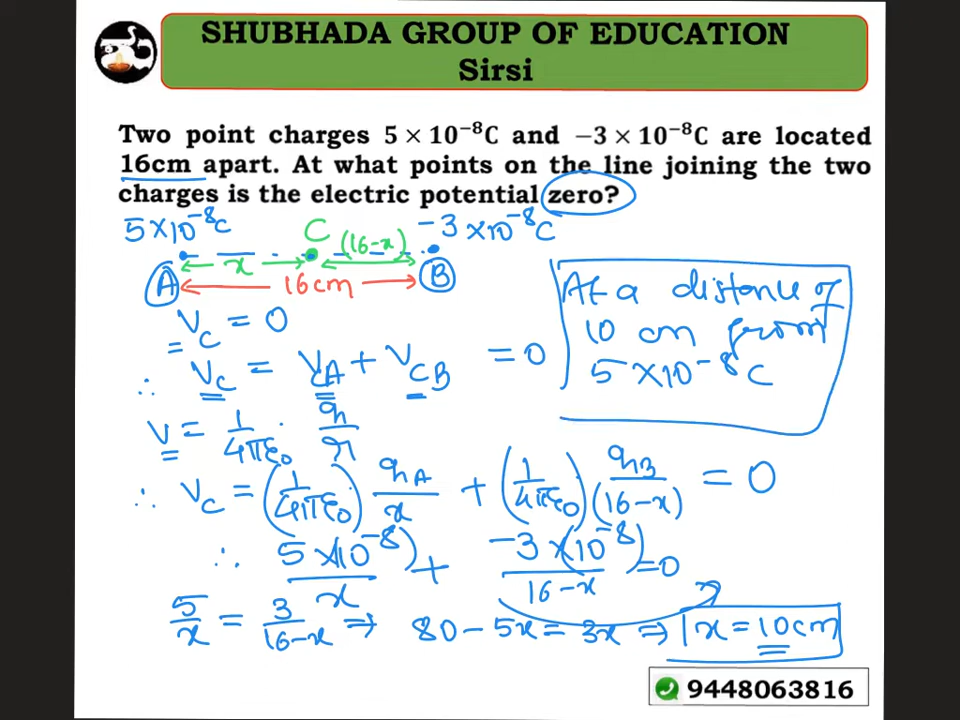 SHUBHADA GROUP OF EDUCATION
Sirsi
Two point charges 5 × 10⁻⁸C and −3 × 10⁻⁸C are located
16cm apart. At what points on the line joining the two
charges is the electric potential zero?
5×10⁻⁸C C -3×10⁻⁸C
x (16-x)
A 16cm B
V_C = 0
∴ V_C = V_CA + V_CB = 0
V = 1/4πε₀ · q/r
∴ V_C = (1/4πε₀) q_A/x + (1/4πε₀) q_B/(16-x) = 0
∴ 5×10⁻⁸/x + -3×10⁻⁸/16-x = 0
5/x = 3/16-x ⇒ 80-5x = 3x ⇒ x = 10cm
At a distance of
10 cm from
5×10⁻⁸C
9448063816